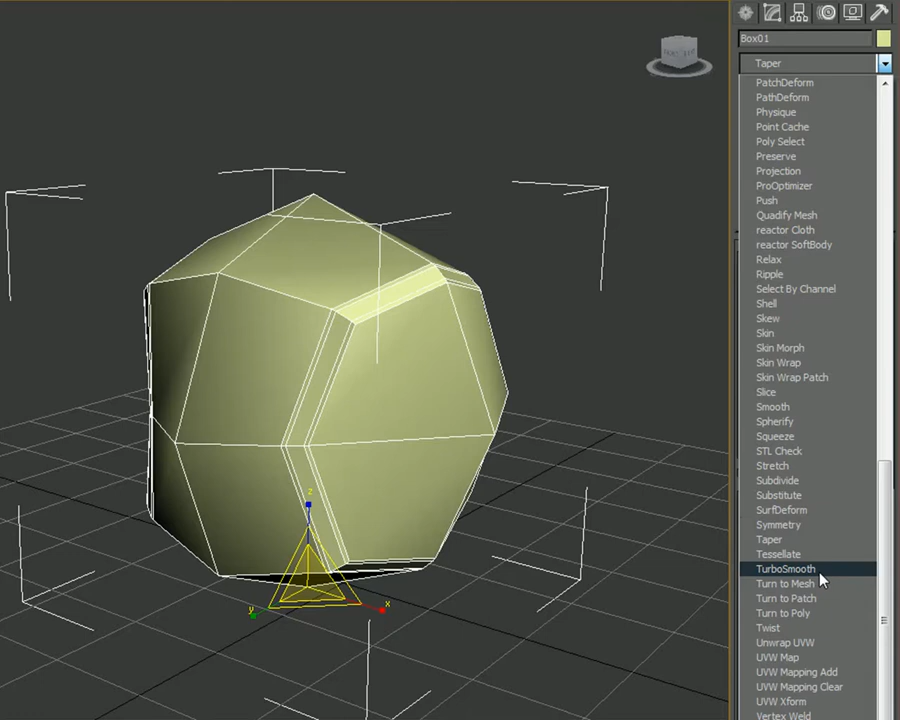 Box01
Taper
PatchDeform
PathDeform
Physique
Point Cache
Poly Select
Preserve
Projection
ProOptimizer
Push
Quadify Mesh
reactor Cloth
reactor SoftBody
Relax
Ripple
Select By Channel
Shell
Skew
Skin
Skin Morph
Skin Wrap
Skin Wrap Patch
Slice
Smooth
Spherify
Squeeze
STL Check
Stretch
Subdivide
Substitute
SurfDeform
Symmetry
Taper
Tessellate
TurboSmooth
Turn to Mesh
Turn to Patch
Turn to Poly
Twist
Unwrap UVW
UVW Map
UVW Mapping Add
UVW Mapping Clear
UVW Xform
Vertex Weld
z
x
y